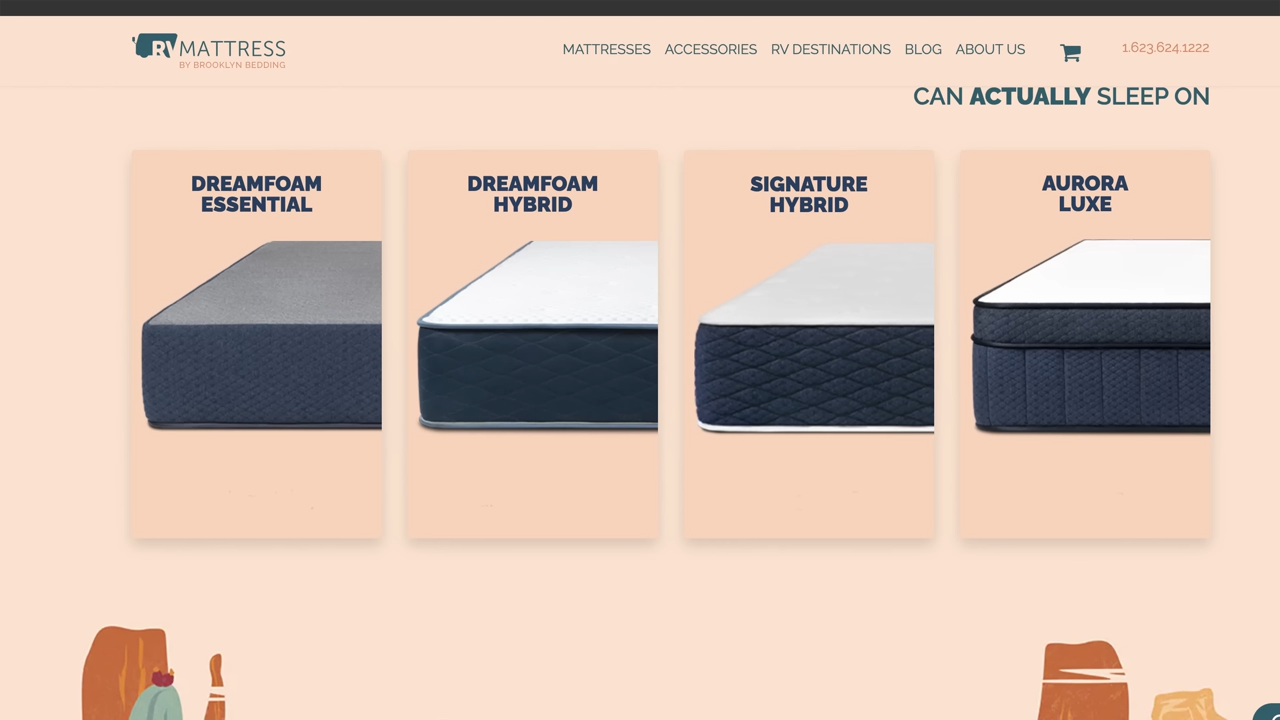 RV MATTRESS
BY BROOKLYN BEDDING
MATTRESSES ACCESSORIES RV DESTINATIONS BLOG ABOUT US
1.623.624.1222
CAN ACTUALLY SLEEP ON
DREAMFOAM
ESSENTIAL
DREAMFOAM
HYBRID
SIGNATURE
HYBRID
AURORA
LUXE